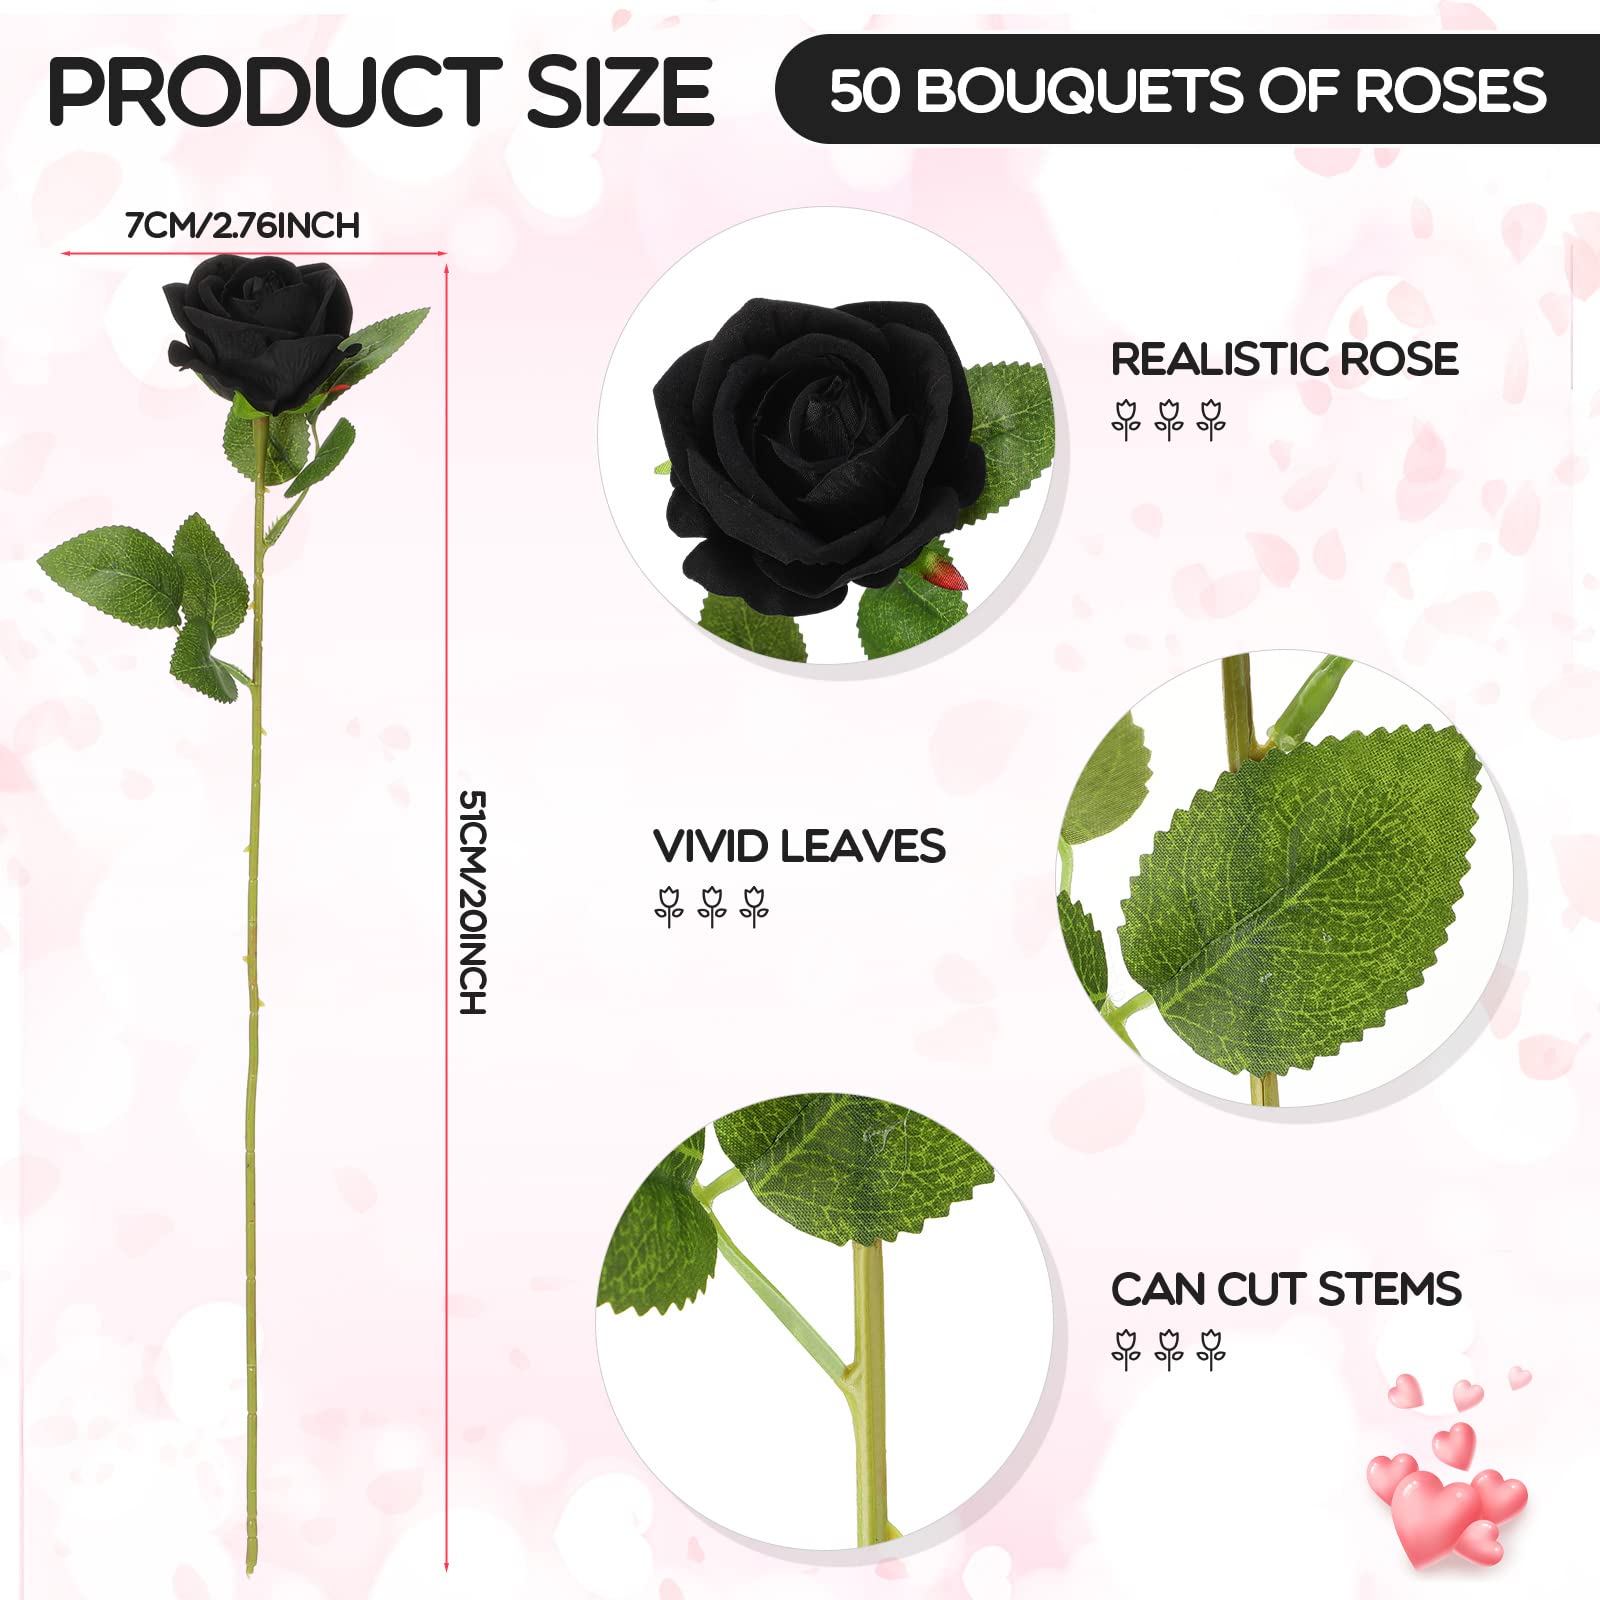 PRODUCT SIZE
50 BOUQUETS OF ROSES
7CM/2.76INCH
51CM/20INCH
REALISTIC ROSE
VIVID LEAVES
CAN CUT STEMS